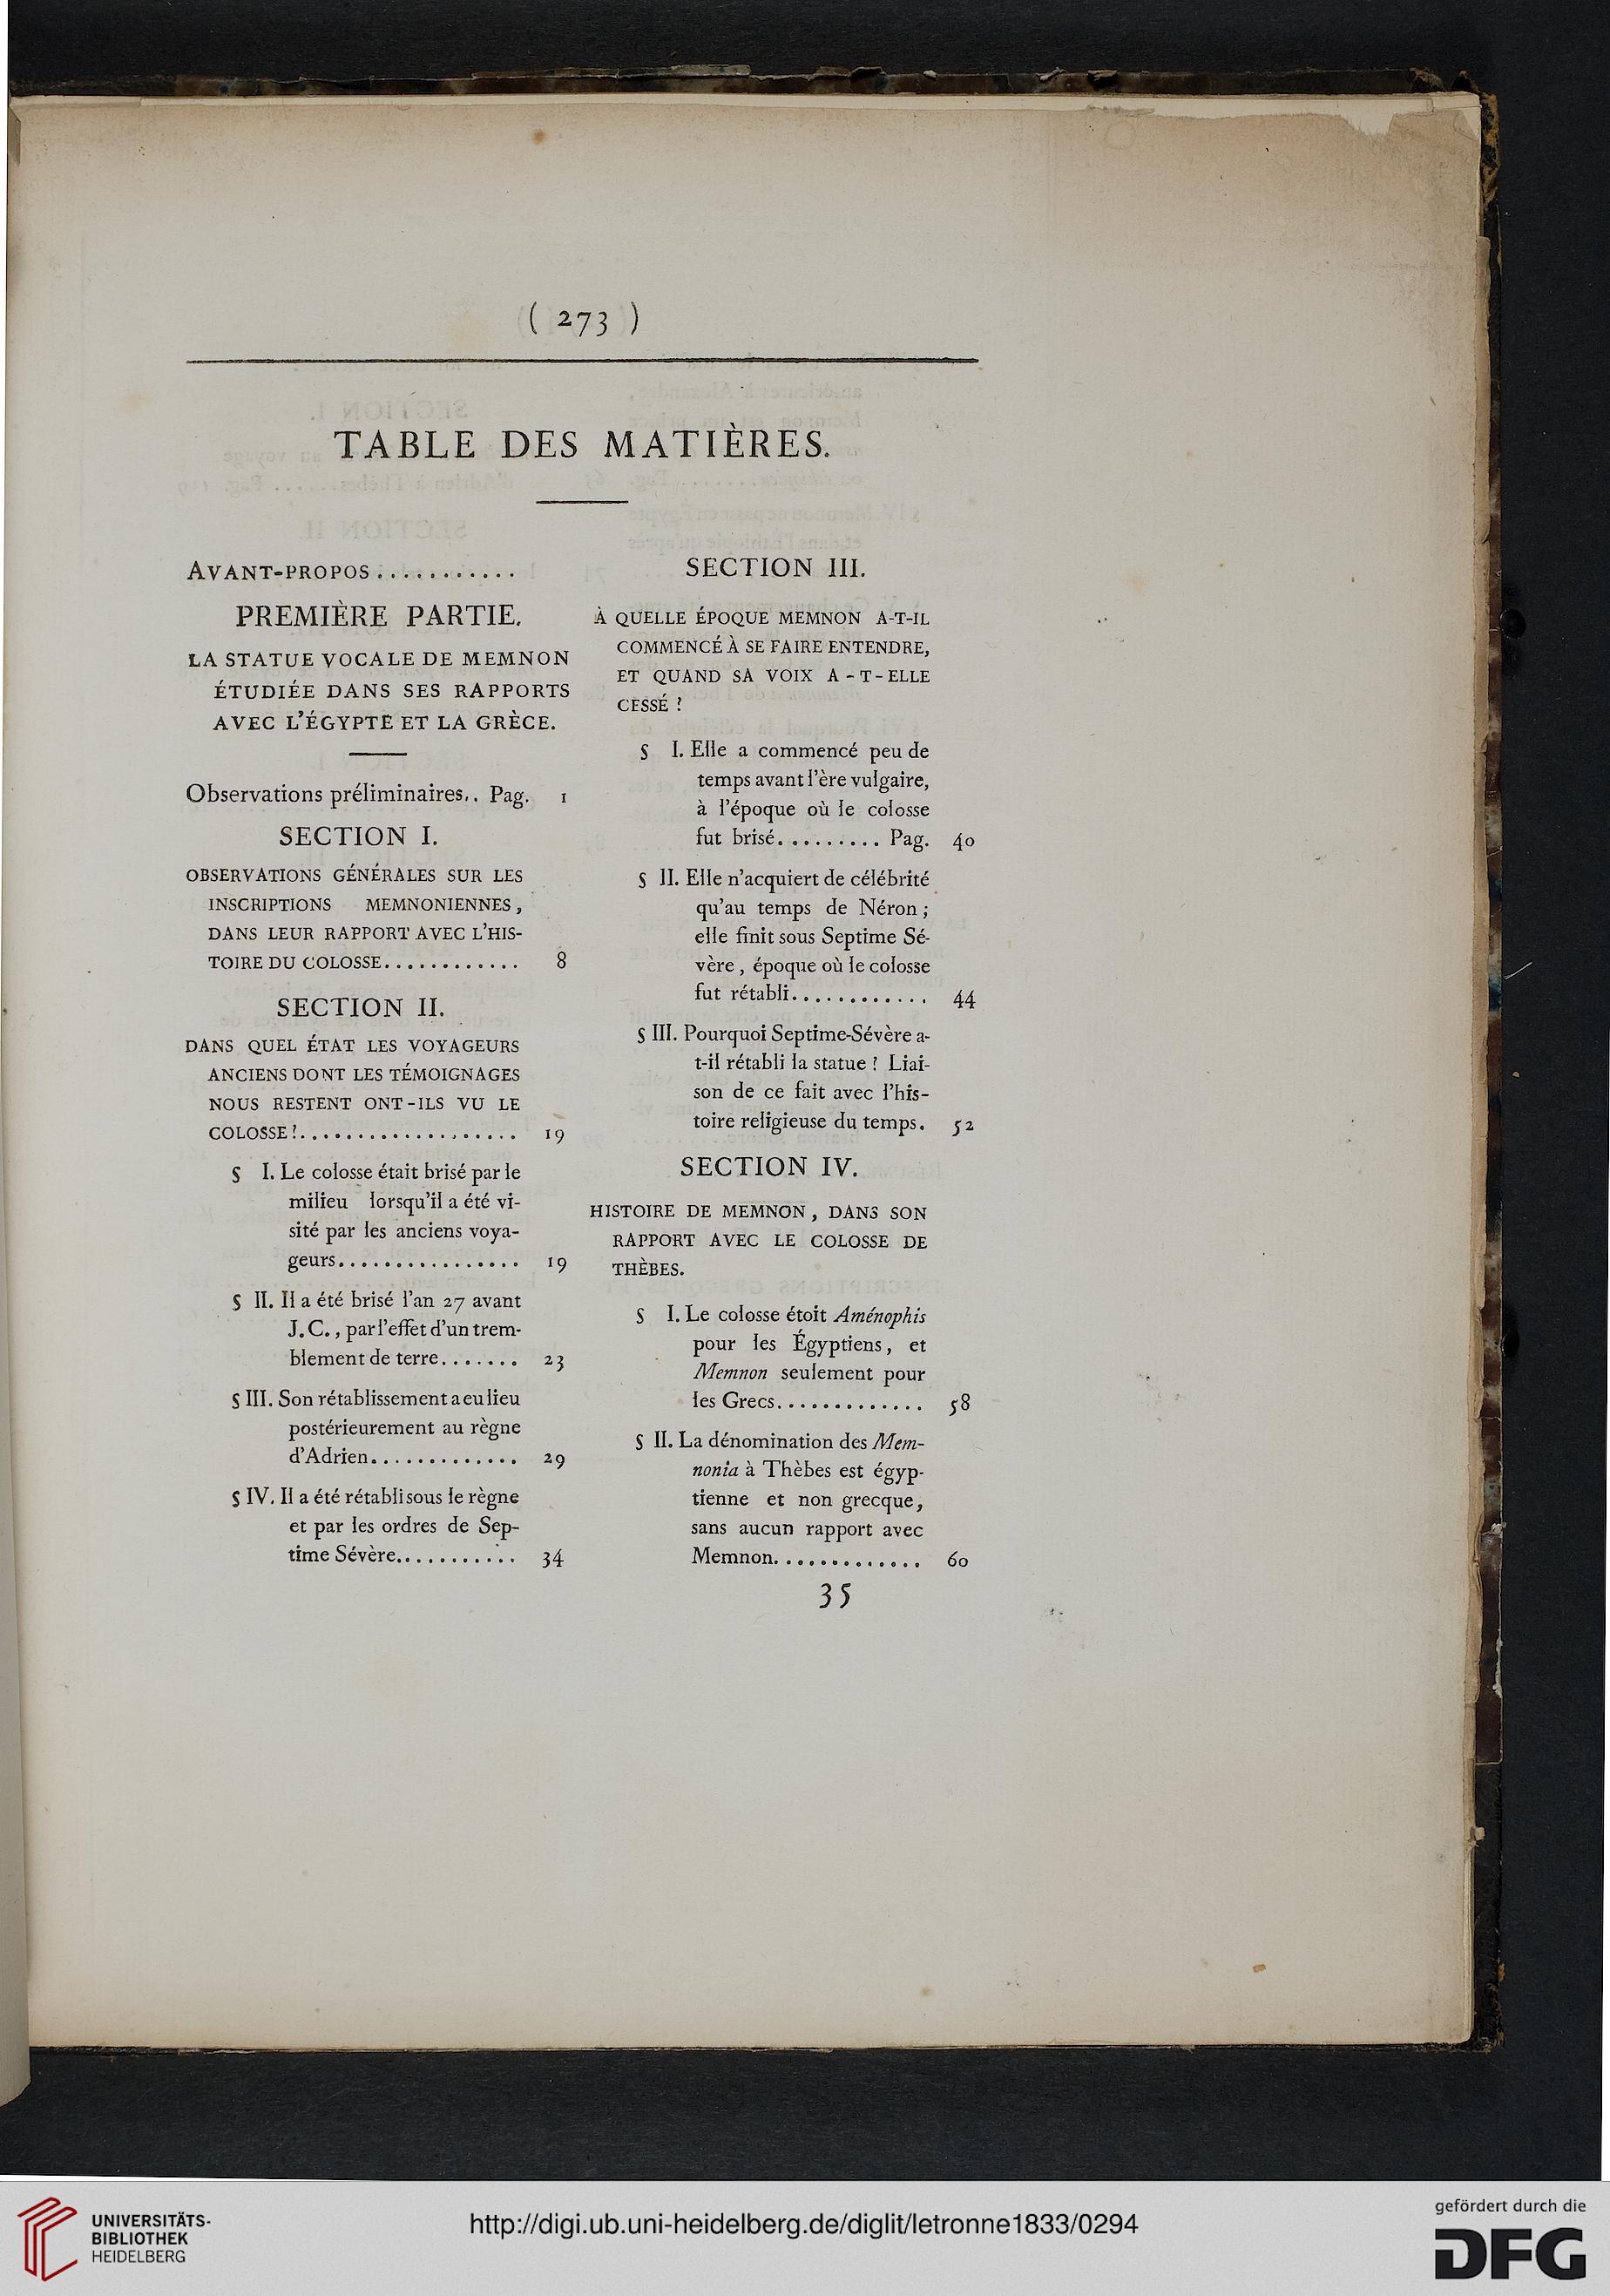 ( 273 )
TABLE DES MATIÈRES.
AVANT-PROPOS...........
PREMIÈRE PARTIE.
LA STATUE VOCALE DE MEMNON
ÉTUDIÉE DANS SES RAPPORTS
AVEC L'ÉGYPTE ET LA GRÈCE.
Observations préliminaires.. Pag. 1
SECTION I.
OBSERVATIONS GÉNÉRALES SUR LES
INSCRIPTIONS MEMNONIENNES,
DANS LEUR RAPPORT AVEC L'HIS-
TOIRE DU COLOSSE............ 8
SECTION II.
DANS QUEL ÉTAT LES VOYAGEURS
ANCIENS DONT LES TÉMOIGNAGES
NOUS RESTENT ONT-ILS VU LE
COLOSSE?................... 19
§ I. Le colosse était brisé par le
milieu lorsqu'il a été vi-
sité par les anciens voya-
geurs................ 19
§ II. Il a été brisé l'an 27 avant
J.C., par l'effet d'un trem-
blement de terre....... 23
§ III. Son rétablissement a eu lieu
postérieurement au règne
d'Adrien............. 29
§ IV. Il a été rétabli sous le règne
et par les ordres de Sep-
time Sévère........... 34
SECTION III.
À QUELLE ÉPOQUE MEMNON A-T-IL
COMMENCÉ À SE FAIRE ENTENDRE,
ET QUAND SA VOIX A-T-ELLE
CESSÉ ?
§ I. Elle a commencé peu de
temps avant l'ère vulgaire,
à l'époque où le colosse
fut brisé......... Pag. 40
§ II. Elle n'acquiert de célébrité
qu'au temps de Néron ;
elle finit sous Septime Sé-
vère, époque où le colosse
fut rétabli............ 44
§ III. Pourquoi Septime-Sévère a-
t-il rétabli la statue ? Liai-
son de ce fait avec l'his-
toire religieuse du temps. 52
SECTION IV.
HISTOIRE DE MEMNON, DANS SON
RAPPORT AVEC LE COLOSSE DE
THÈBES.
§ I. Le colosse étoit Aménophis
pour les Égyptiens, et
Memnon seulement pour
les Grecs............. 58
§ II. La dénomination des Mem-
nonia à Thèbes est égyp-
tienne et non grecque,
sans aucun rapport avec
Memnon............. 60
35
UNIVERSITÄTS-
BIBLIOTHEK
HEIDELBERG
http://digi.ub.uni-heidelberg.de/diglit/letronne1833/0294
gefördert durch die
DFG